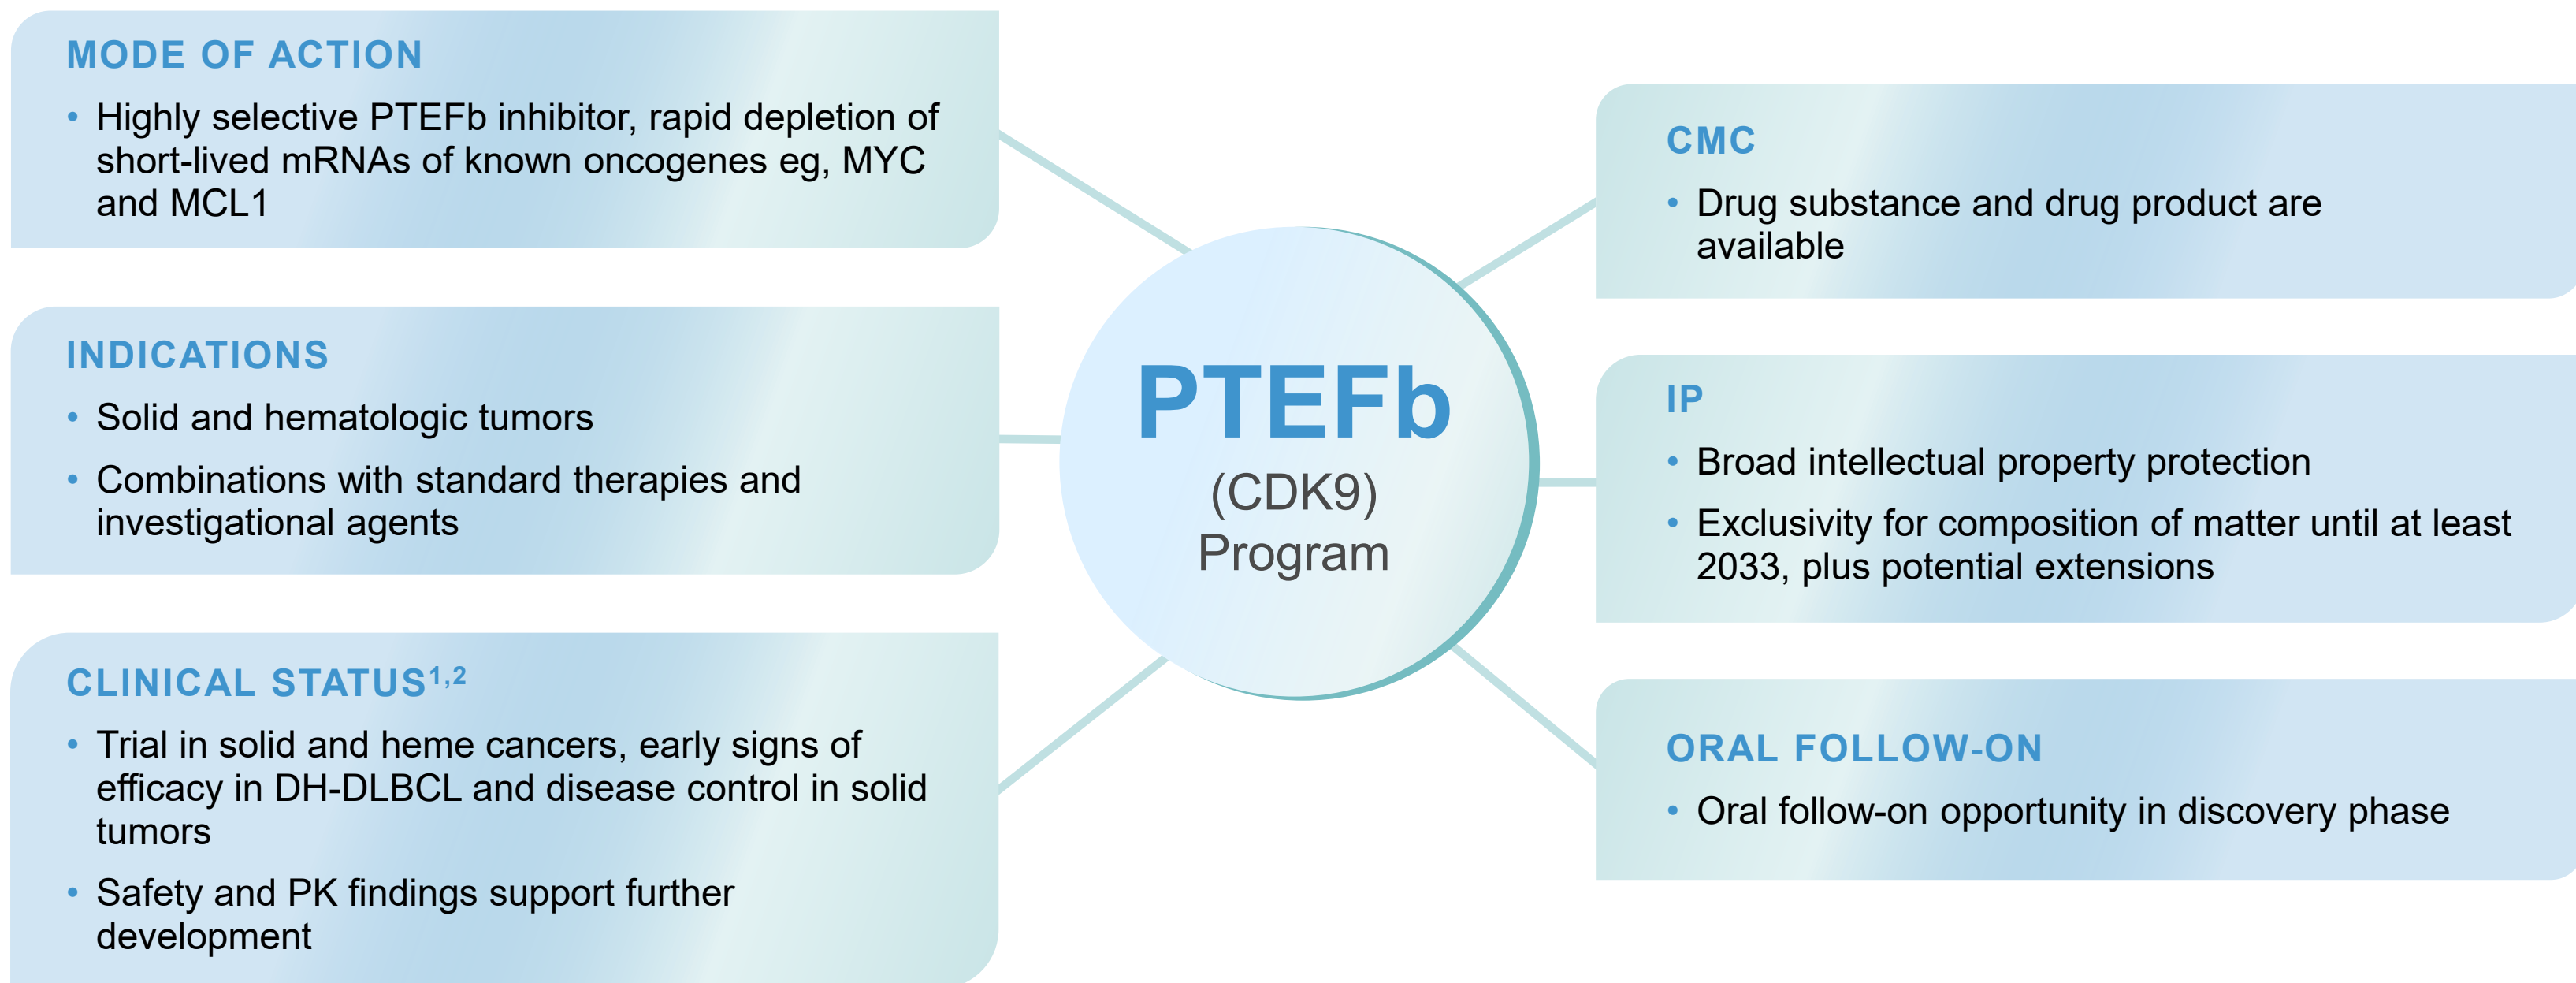 MODE OF ACTION
• Highly selective PTEFb inhibitor, rapid depletion of
short-lived mRNAs of known oncogenes eg, MYC
and MCL1
INDICATIONS
• Solid and hematologic tumors
• Combinations with standard therapies and
investigational agents
CLINICAL STATUS1,2
• Trial in solid and heme cancers, early signs of
efficacy in DH-DLBCL and disease control in solid
tumors
• Safety and PK findings support further
development
PTEFb
(CDK9)
Program
CMC
• Drug substance and drug product are
available
IP
• Broad intellectual property protection
• Exclusivity for composition of matter until at least
2033, plus potential extensions
ORAL FOLLOW-ON
• Oral follow-on opportunity in discovery phase